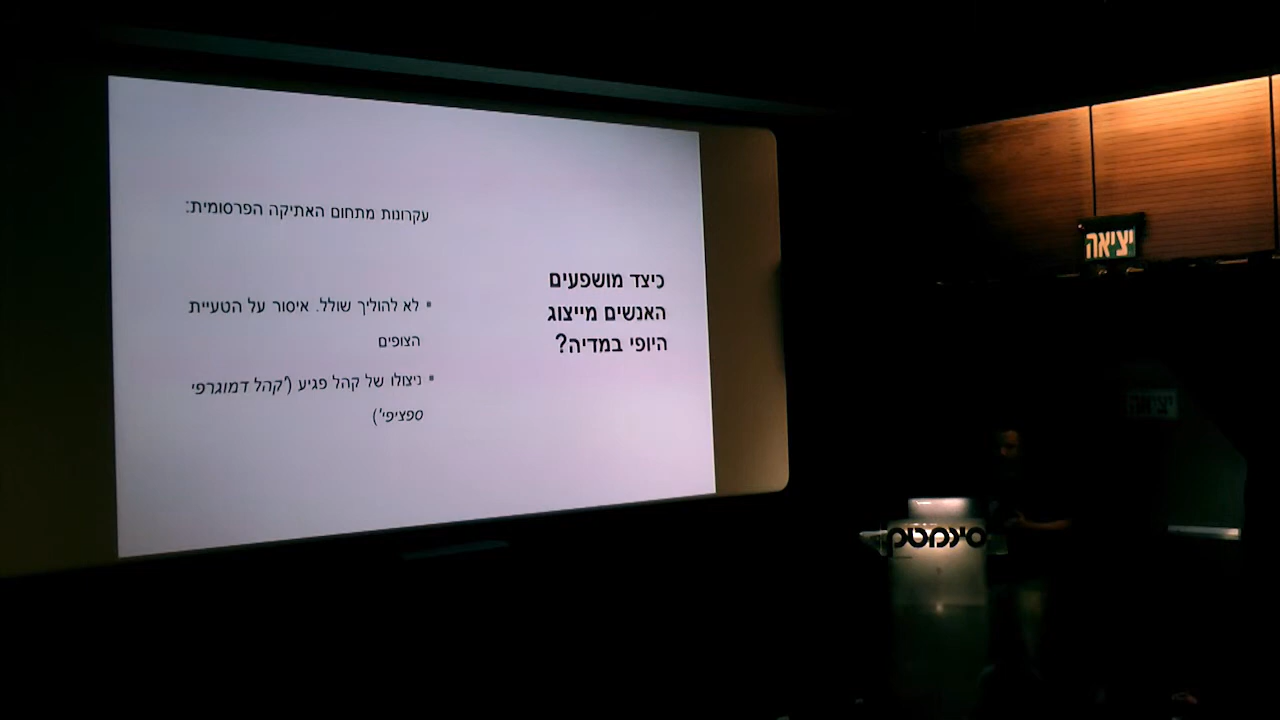 כיצד מושפעים
האנשים מייצוג
היופי במדיה?
עקרונות מתחום האתיקה הפרסומית:
▪ לא להוליך שולל. איסור על הטעיית
הצופים
▪ ניצולו של קהל פגיע ('קהל דמוגרפי
ספציפי')
יציאה
יציאה
סינמטק